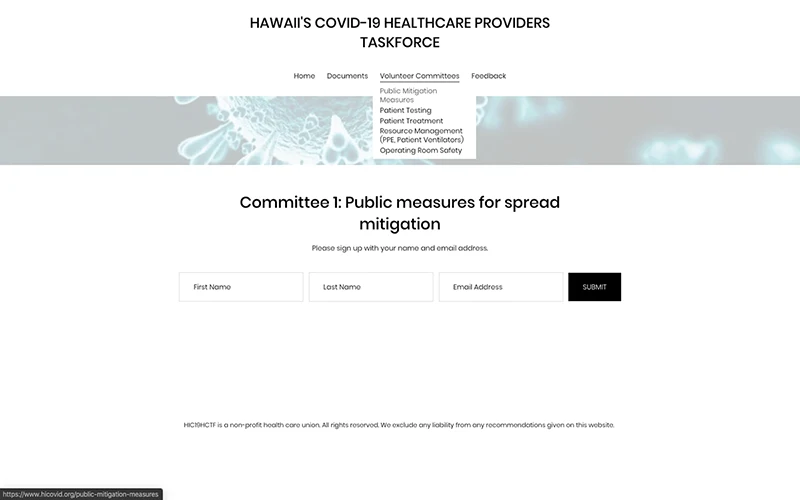 HAWAII'S COVID-19 HEALTHCARE PROVIDERS
TASKFORCE
Home Documents Volunteer Committees Feedback
Public Mitigation
Measures
Patient Testing
Patient Treatment
Resource Management
(PPE, Patient Ventilators)
Operating Room Safety
Committee 1: Public measures for spread
mitigation
Please sign up with your name and email address.
First Name Last Name Email Address SUBMIT
HIC19HCTF is a non-profit health care union. All rights reserved. We exclude any liability from any recommendations given on this website.
https://www.hicovid.org/public-mitigation-measures